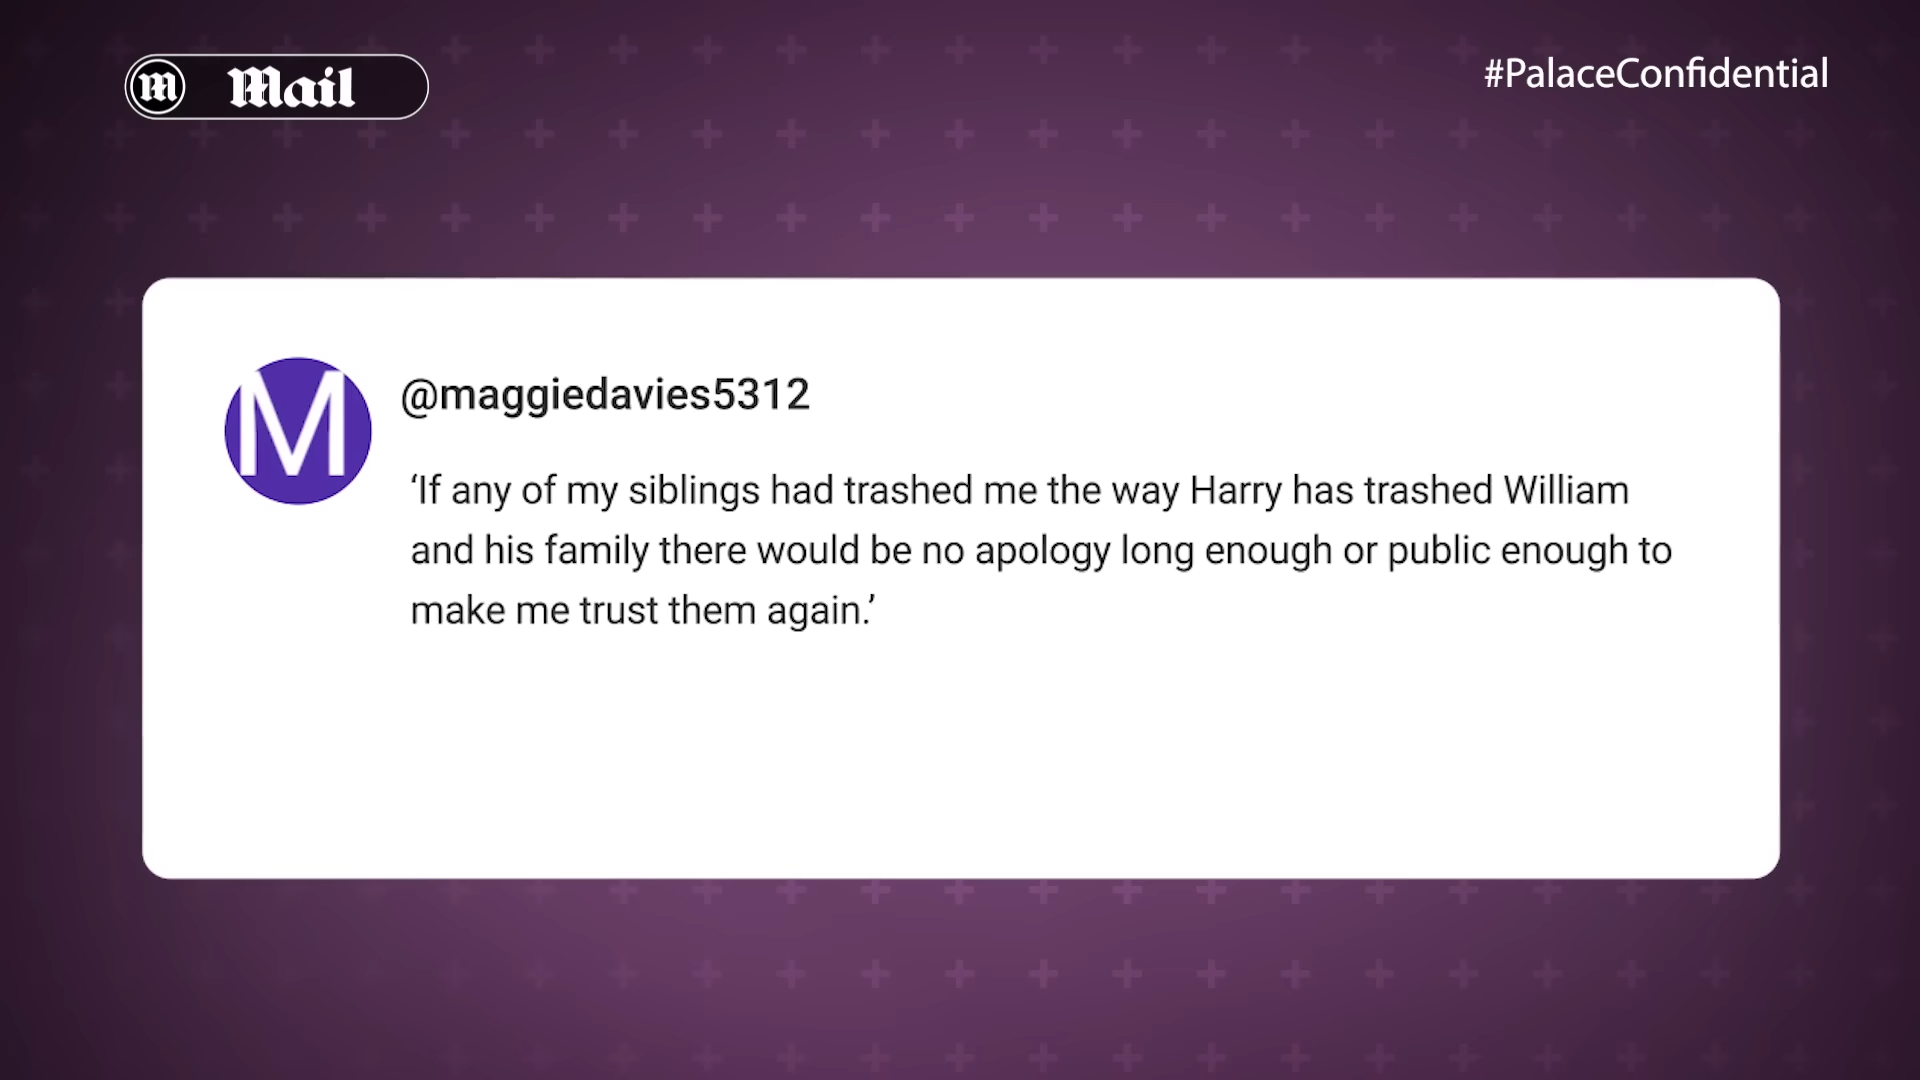 M Mail
#PalaceConfidential
M
@maggiedavies5312
‘If any of my siblings had trashed me the way Harry has trashed William
and his family there would be no apology long enough or public enough to
make me trust them again.’